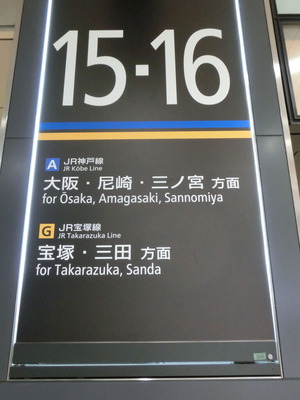 15・16
A JR神戸線
JR Kōbe Line
大阪・尼崎・三ノ宮 方面
for Ōsaka, Amagasaki, Sannomiya
G JR宝塚線
JR Takarazuka Line
宝塚・三田 方面
for Takarazuka, Sanda